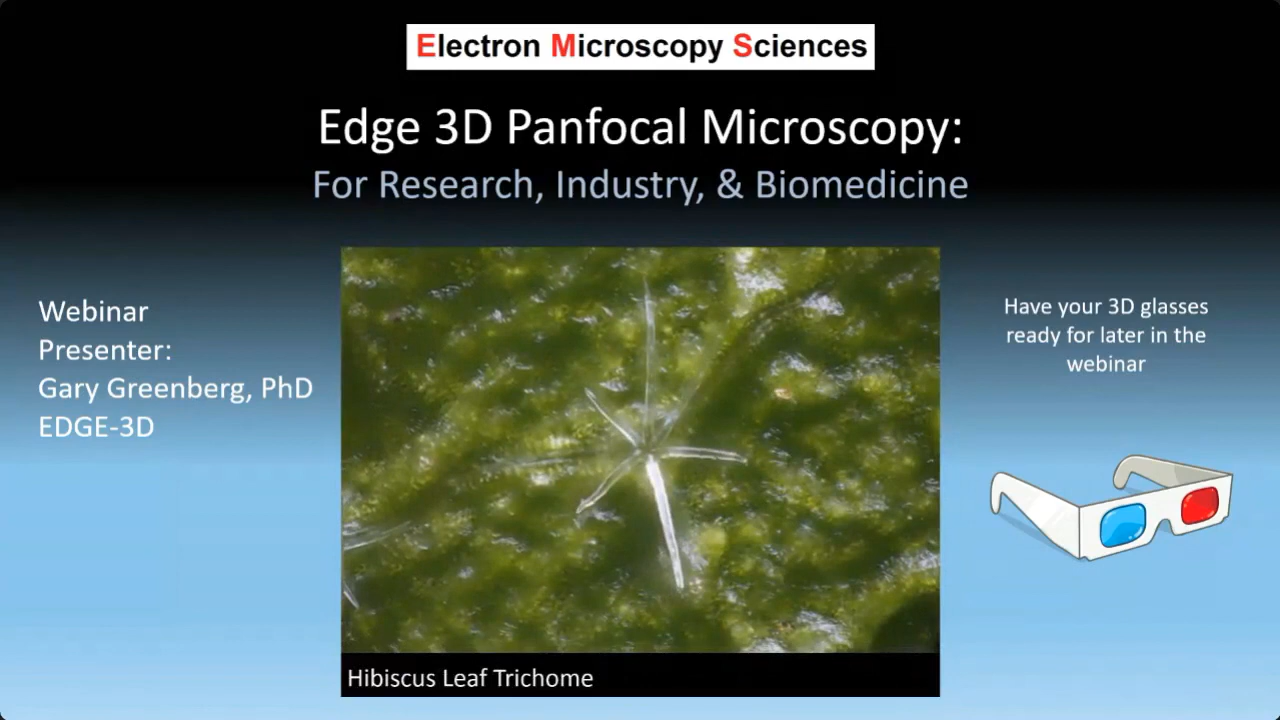 Electron Microscopy Sciences
Edge 3D Panfocal Microscopy:
For Research, Industry, & Biomedicine
Webinar
Presenter:
Gary Greenberg, PhD
EDGE-3D
Have your 3D glasses
ready for later in the
webinar
Hibiscus Leaf Trichome